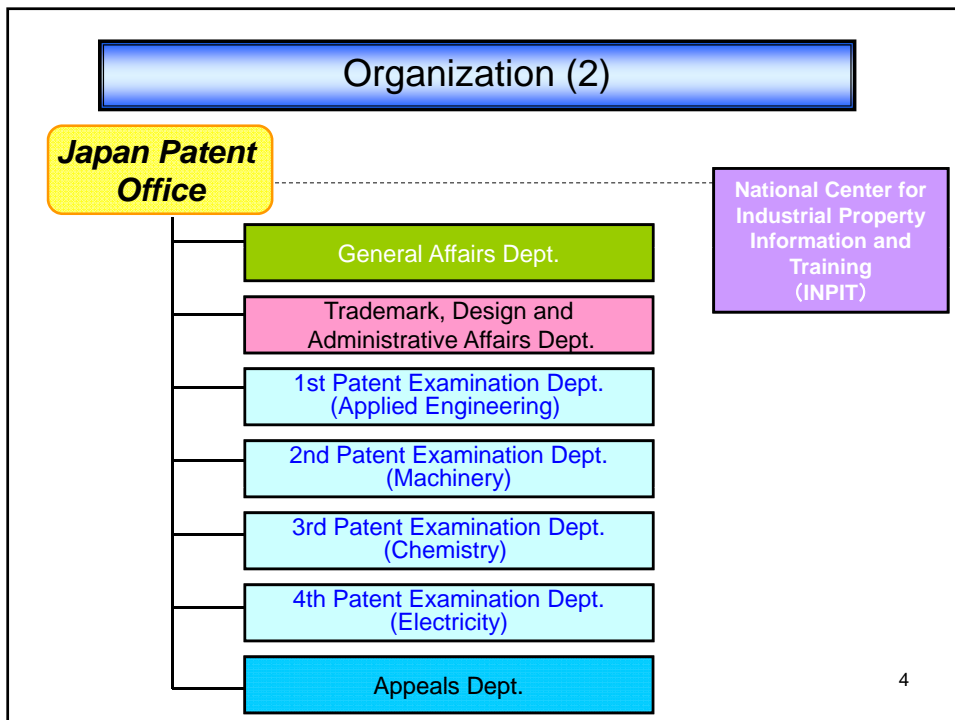 Organization (2)
Japan Patent
Office
National Center for
Industrial Property
Information and
Training
（INPIT）
General Affairs Dept.
Trademark, Design and
Administrative Affairs Dept.
1st Patent Examination Dept.
(Applied Engineering)
2nd Patent Examination Dept.
(Machinery)
3rd Patent Examination Dept.
(Chemistry)
4th Patent Examination Dept.
(Electricity)
Appeals Dept.
4